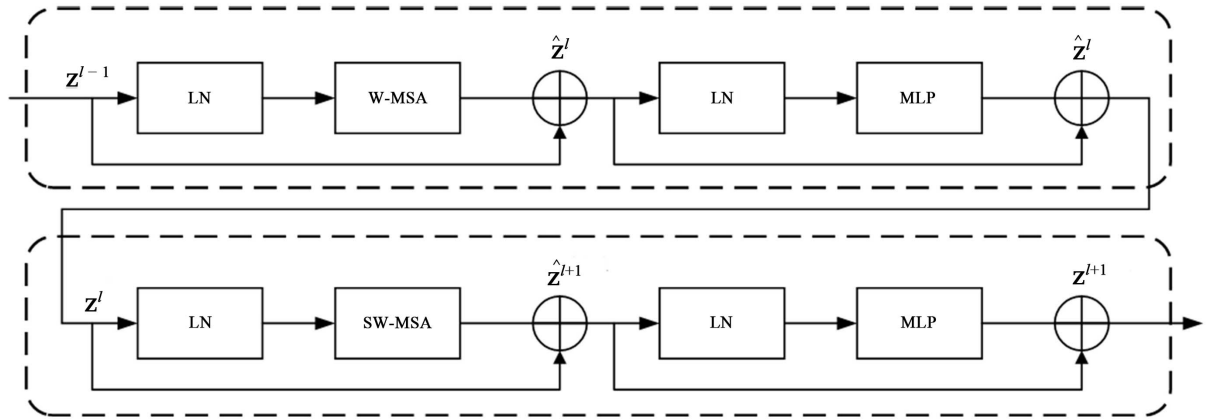 z^{l-1} LN W-MSA ẑ^l LN MLP ẑ^l
z^l LN SW-MSA ẑ^{l+1} LN MLP z^{l+1}